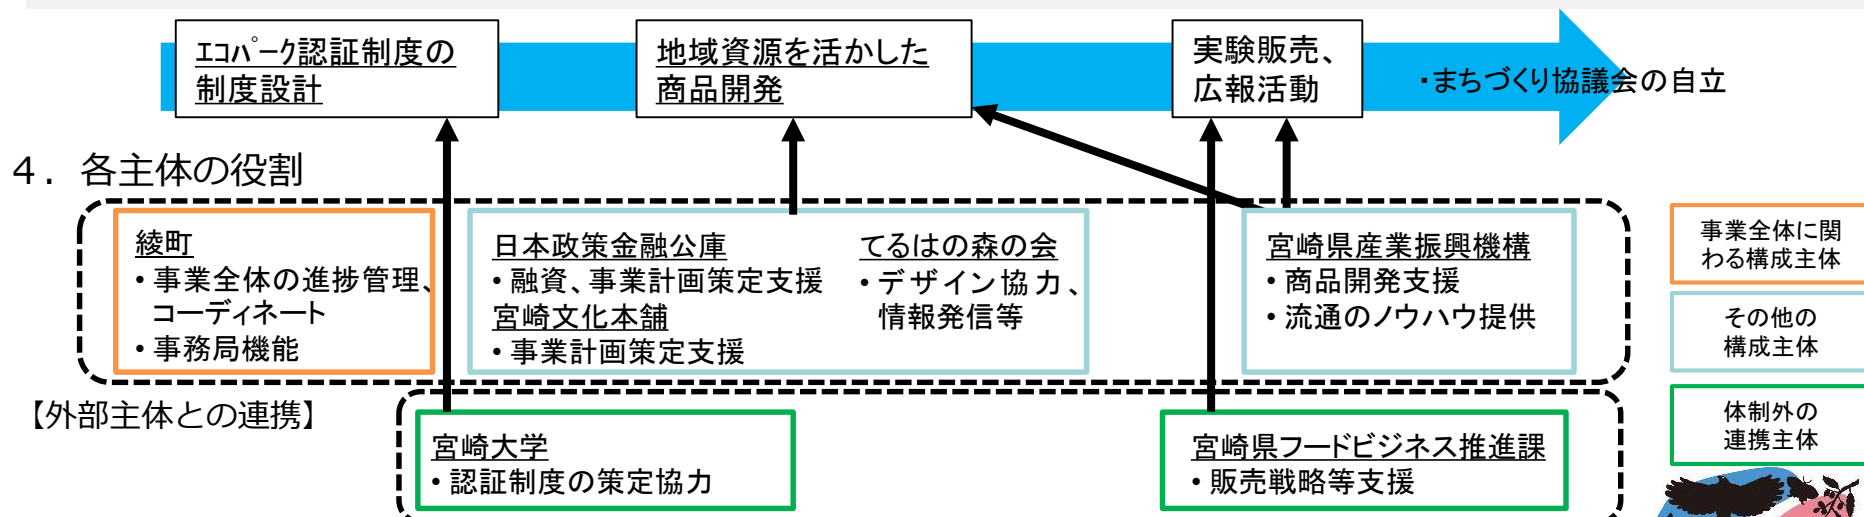 ｴｺﾊﾟｰｸ認証制度の
制度設計
地域資源を活かした
商品開発
実験販売、
広報活動
・まちづくり協議会の自立
４．各主体の役割
綾町
・事業全体の進捗管理、
コーディネート
・事務局機能
日本政策金融公庫
・融資、事業計画策定支援
宮崎文化本舗
・事業計画策定支援
てるはの森の会
・デザイン協力、
情報発信等
宮崎県産業振興機構
・商品開発支援
・流通のノウハウ提供
事業全体に関
わる構成主体
その他の
構成主体
体制外の
連携主体
【外部主体との連携】
宮崎大学
・認証制度の策定協力
宮崎県フードビジネス推進課
・販売戦略等支援